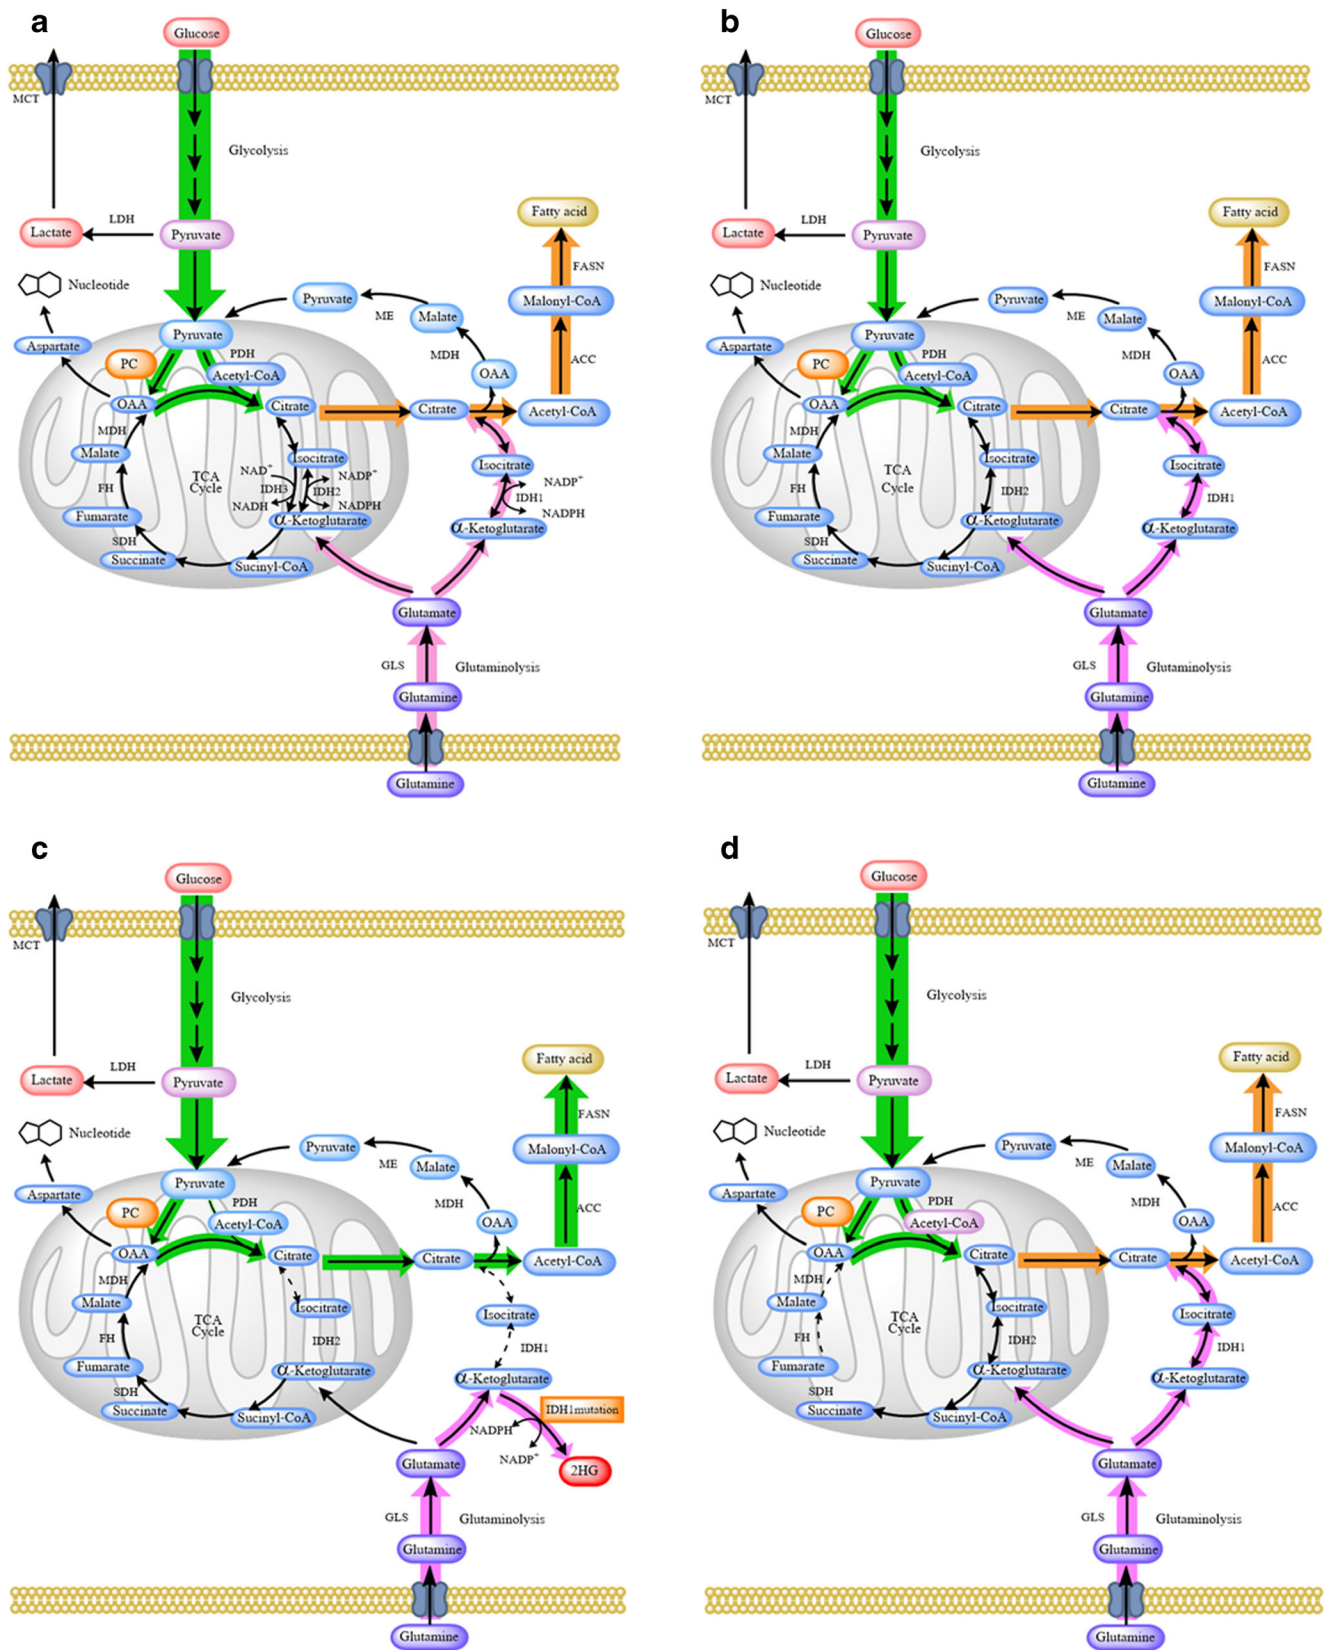 a
Glucose
MCT
Glycolysis
Fatty acid
Lactate
LDH
Pyruvate
FASN
Nucleotide
Pyruvate
ME
Malate
Malonyl-CoA
Aspartate
Pyruvate
PC
PDH
MDH
ACC
Acetyl-CoA
OAA
OAA
Citrate
Citrate
Acetyl-CoA
MDH
Malate
Isocitrate
Isocitrate
TCA
Cycle
NAD+
NADP+
NADP+
FH
IDH3
IDH2
IDH1
NADH
NADPH
NADPH
Fumarate
α-Ketoglutarate
α-Ketoglutarate
SDH
Succinate
Sucinyl-CoA
Glutamate
GLS
Glutaminolysis
Glutamine
Glutamine
b
Glucose
MCT
Glycolysis
Fatty acid
Lactate
LDH
Pyruvate
FASN
Nucleotide
Pyruvate
ME
Malate
Malonyl-CoA
Aspartate
Pyruvate
PC
PDH
MDH
ACC
Acetyl-CoA
OAA
OAA
Citrate
Citrate
Acetyl-CoA
MDH
Malate
Isocitrate
Isocitrate
TCA
Cycle
FH
IDH2
IDH1
Fumarate
α-Ketoglutarate
α-Ketoglutarate
SDH
Succinate
Sucinyl-CoA
Glutamate
GLS
Glutaminolysis
Glutamine
Glutamine
c
Glucose
MCT
Glycolysis
Fatty acid
Lactate
LDH
Pyruvate
FASN
Nucleotide
Pyruvate
ME
Malate
Malonyl-CoA
Aspartate
Pyruvate
PC
PDH
MDH
ACC
Acetyl-CoA
OAA
OAA
Citrate
Citrate
Acetyl-CoA
MDH
Malate
Isocitrate
Isocitrate
TCA
Cycle
FH
IDH2
IDH1
Fumarate
α-Ketoglutarate
α-Ketoglutarate
SDH
Succinate
Sucinyl-CoA
IDH1mutation
NADPH
NADP+
2HG
Glutamate
GLS
Glutaminolysis
Glutamine
Glutamine
d
Glucose
MCT
Glycolysis
Fatty acid
Lactate
LDH
Pyruvate
FASN
Nucleotide
Pyruvate
ME
Malate
Malonyl-CoA
Aspartate
Pyruvate
PC
PDH
MDH
ACC
Acetyl-CoA
OAA
OAA
Citrate
Citrate
Acetyl-CoA
MDH
Malate
Isocitrate
Isocitrate
TCA
Cycle
FH
IDH2
IDH1
Fumarate
α-Ketoglutarate
α-Ketoglutarate
SDH
Succinate
Sucinyl-CoA
Glutamate
GLS
Glutaminolysis
Glutamine
Glutamine